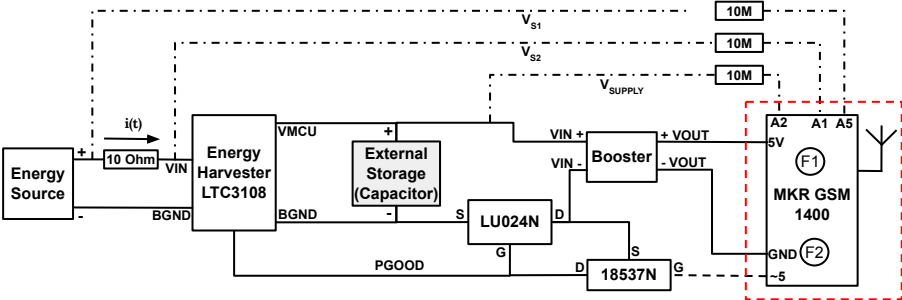 10M
V_S1
10M
V_S2
10M
V_SUPPLY
i(t)
A2 A1 A5
VMCU
+
VIN +
+ VOUT
5V
+
10 Ohm
VIN
Energy
Harvester
LTC3108
External
Storage
(Capacitor)
Booster
F1
Energy
Source
VIN -
- VOUT
MKR GSM
1400
-
BGND
BGND
-
S
LU024N
D
G
S
GND
F2
PGOOD
D
18537N
G
~5